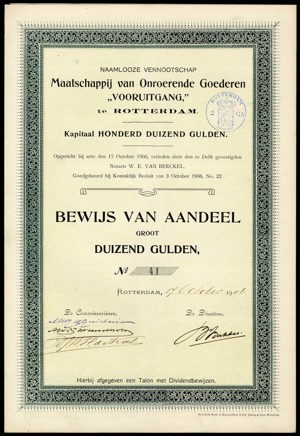 NAAMLOOZE VENNOOTSCHAP
Maatschappij van Onroerende Goederen
„VOORUITGANG,”
te ROTTERDAM.
Kapitaal HONDERD DUIZEND GULDEN.
Opgericht bij acte den 17 October 1906, verleden door den te Delft gevestigden
Notaris W. E. VAN BERCKEL.
Goedgekeurd bij Koninklijk Besluit van 3 October 1906, No. 22.
BEWIJS VAN AANDEEL
GROOT
DUIZEND GULDEN,
No 41
ROTTERDAM, 17 October 1906
De Commissarissen, De Directeur,
Hierbij afgegeven een Talon met Dividendbewijzen.